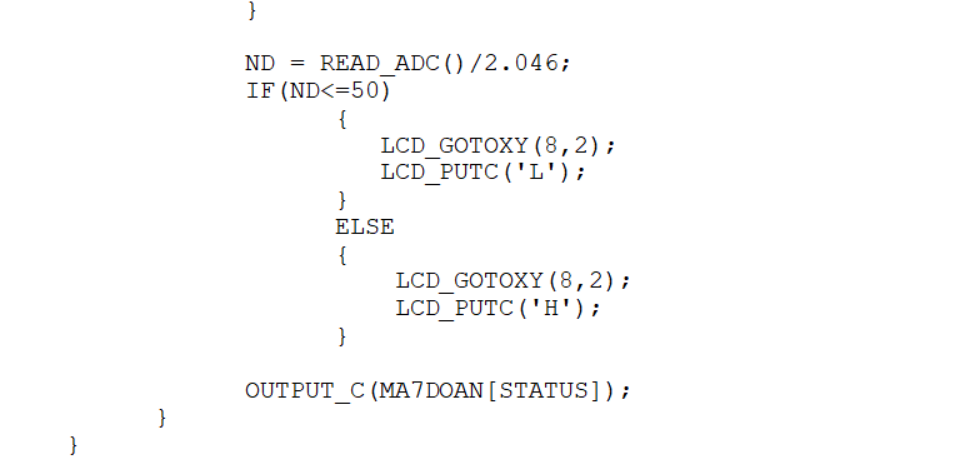 }
ND = READ_ADC()/2.046;
IF(ND<=50)
{
LCD_GOTOXY(8,2);
LCD_PUTC('L');
}
ELSE
{
LCD_GOTOXY(8,2);
LCD_PUTC('H');
}
OUTPUT_C(MA7DOAN[STATUS]);
}
}